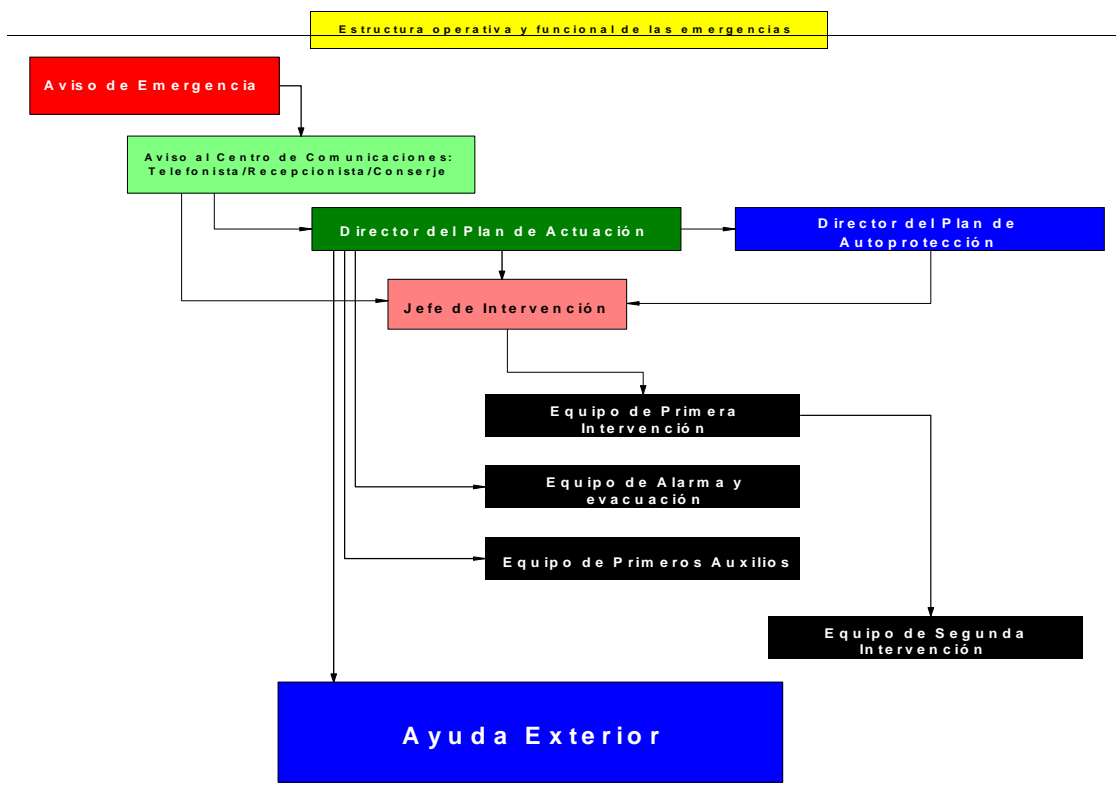 Estructura operativa y funcional de las emergencias
Aviso de Emergencia
Aviso al Centro de Comunicaciones:
Telefonista/Recepcionista/Conserje
Director del Plan de Actuación
Director del Plan de
Autoprotección
Jefe de Intervención
Equipo de Primera
Intervención
Equipo de Alarma y
evacuación
Equipo de Primeros Auxilios
Equipo de Segunda
Intervención
Ayuda Exterior